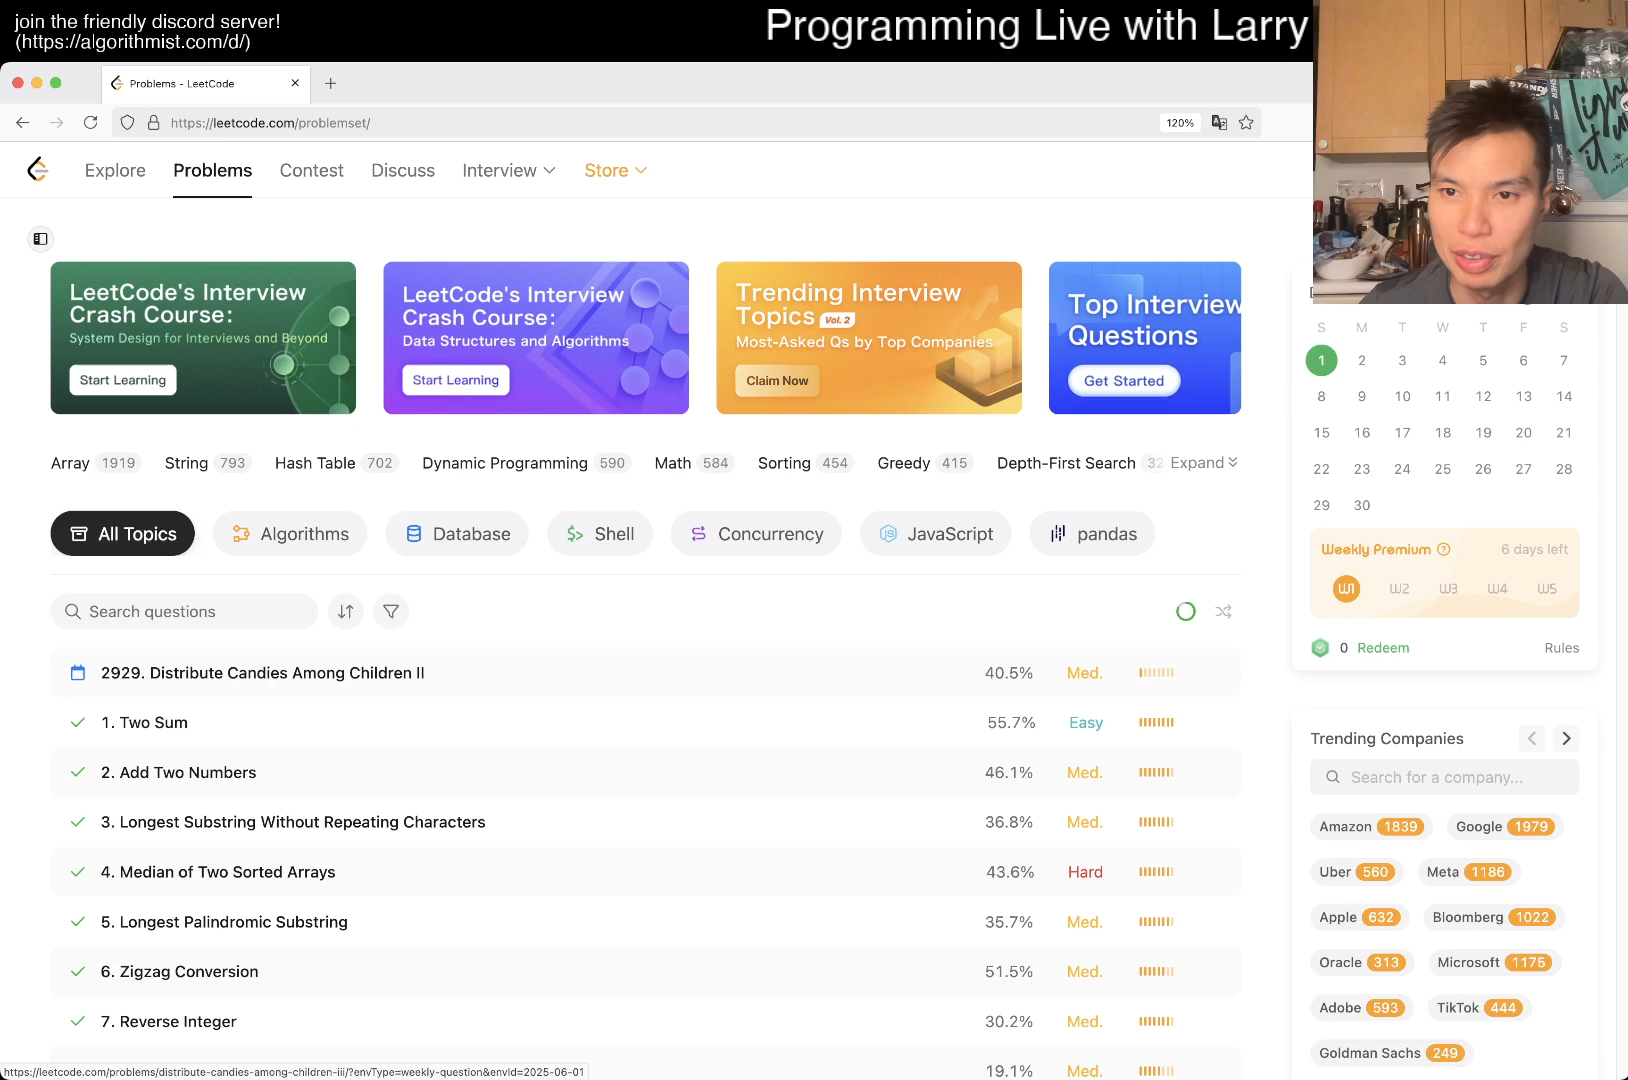 join the friendly discord server!
(https://algorithmist.com/d/)
Programming Live with Larry
Problems - LeetCode
https://leetcode.com/problemset/
120%
Explore Problems Contest Discuss Interview Store
LeetCode's Interview
Crash Course:
System Design for Interviews and Beyond
Start Learning
LeetCode's Interview
Crash Course:
Data Structures and Algorithms
Start Learning
Trending Interview
Topics Vol. 2
Most-Asked Qs by Top Companies
Claim Now
Top Interview
Questions
Get Started
Array 1919 String 793 Hash Table 702 Dynamic Programming 590 Math 584 Sorting 454 Greedy 415 Depth-First Search 32 Expand
All Topics Algorithms Database Shell Concurrency JavaScript pandas
Search questions
2929. Distribute Candies Among Children II 40.5% Med.
1. Two Sum 55.7% Easy
2. Add Two Numbers 46.1% Med.
3. Longest Substring Without Repeating Characters 36.8% Med.
4. Median of Two Sorted Arrays 43.6% Hard
5. Longest Palindromic Substring 35.7% Med.
6. Zigzag Conversion 51.5% Med.
7. Reverse Integer 30.2% Med.
19.1% Med.
https://leetcode.com/problems/distribute-candies-among-children-iii/?envType=weekly-question&envId=2025-06-01
S M T W T F S
1 2 3 4 5 6 7
8 9 10 11 12 13 14
15 16 17 18 19 20 21
22 23 24 25 26 27 28
29 30
Weekly Premium 6 days left
W1 W2 W3 W4 W5
0 Redeem Rules
Trending Companies
Search for a company...
Amazon 1839 Google 1979
Uber 560 Meta 1186
Apple 632 Bloomberg 1022
Oracle 313 Microsoft 1175
Adobe 593 TikTok 444
Goldman Sachs 249